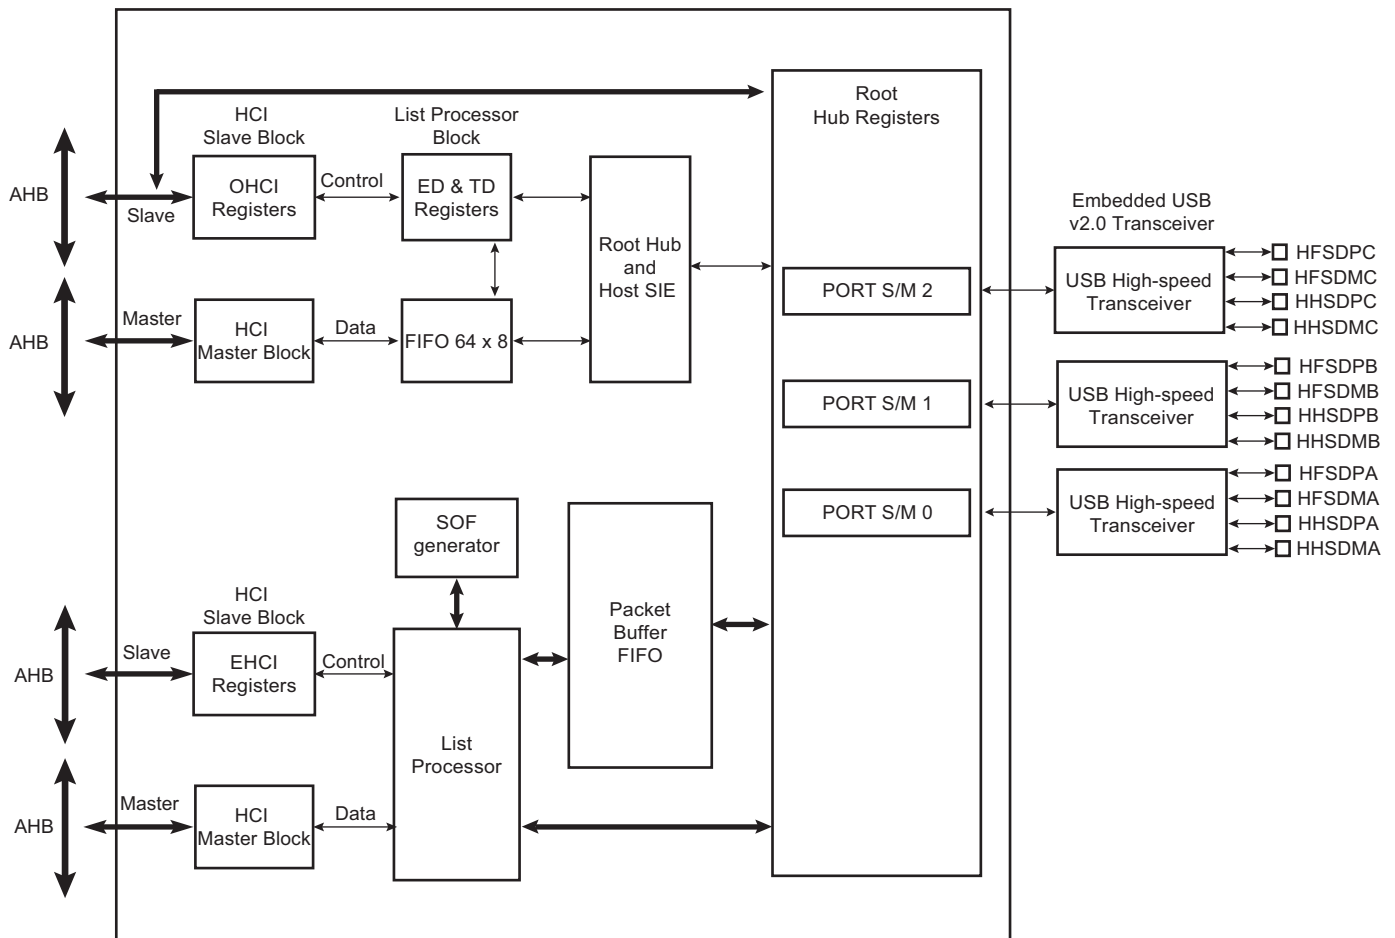 Root
Hub Registers
HCI
Slave Block
List Processor
Block
AHB
Slave
OHCI
Registers
Control
ED & TD
Registers
Root Hub
and
Host SIE
AHB
Master
HCI
Master Block
Data
FIFO 64 x 8
PORT S/M 2
PORT S/M 1
PORT S/M 0
Embedded USB
v2.0 Transceiver
USB High-speed
Transceiver
HFSDPC
HFSDMC
HHSDPC
HHSDMC
USB High-speed
Transceiver
HFSDPB
HFSDMB
HHSDPB
HHSDMB
USB High-speed
Transceiver
HFSDPA
HFSDMA
HHSDPA
HHSDMA
SOF
generator
HCI
Slave Block
AHB
Slave
EHCI
Registers
Control
Packet
Buffer
FIFO
List
Processor
AHB
Master
HCI
Master Block
Data